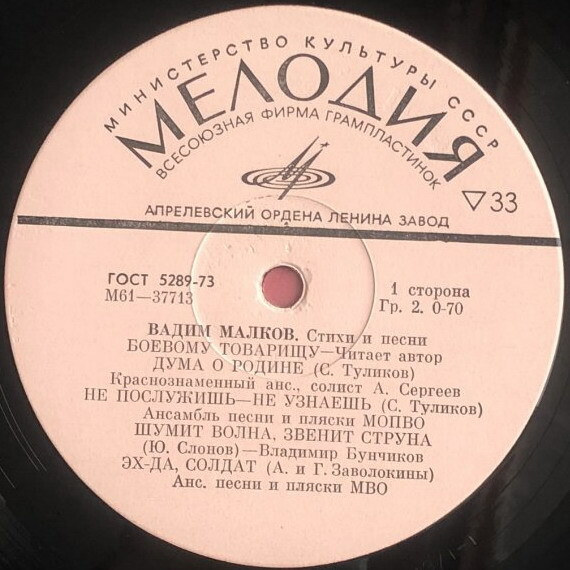 МИНИСТЕРСТВО КУЛЬТУРЫ СССР
МЕЛОДИЯ
ВСЕСОЮЗНАЯ ФИРМА ГРАМПЛАСТИНОК
▽33
АПРЕЛЕВСКИЙ ОРДЕНА ЛЕНИНА ЗАВОД
ГОСТ 5289-73
М61—37713
1 сторона
Гр. 2. 0-70
ВАДИМ МАЛКОВ. Стихи и песни
БОЕВОМУ ТОВАРИЩУ—Читает автор
ДУМА О РОДИНЕ (С. Туликов)
Краснознаменный анс., солист А. Сергеев
НЕ ПОСЛУЖИШЬ—НЕ УЗНАЕШЬ (С. Туликов)
Ансамбль песни и пляски МОПВО
ШУМИТ ВОЛНА, ЗВЕНИТ СТРУНА
(Ю. Слонов)—Владимир Бунчиков
ЭХ-ДА, СОЛДАТ (А. и Г. Заволокины)
Анс. песни и пляски МВО